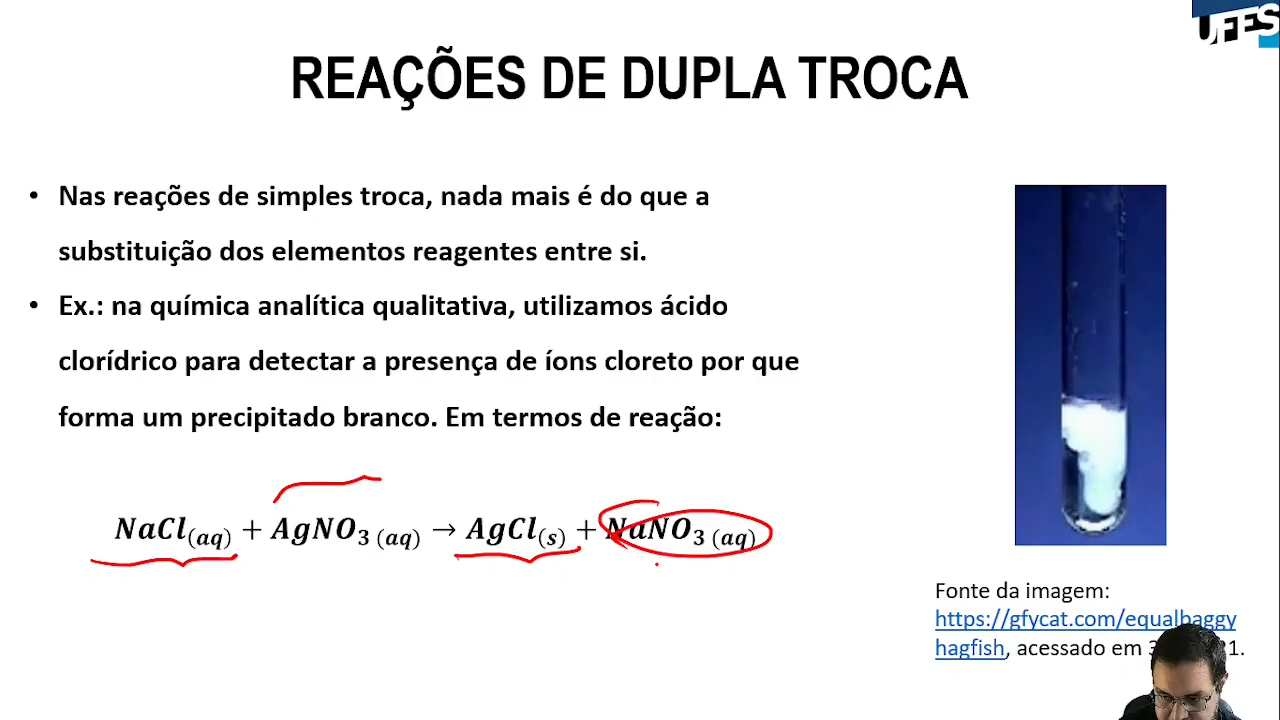 UFES
REAÇÕES DE DUPLA TROCA
• Nas reações de simples troca, nada mais é do que a
substituição dos elementos reagentes entre si.
• Ex.: na química analítica qualitativa, utilizamos ácido
clorídrico para detectar a presença de íons cloreto por que
forma um precipitado branco. Em termos de reação:
NaCl(aq) + AgNO3 (aq) → AgCl(s) + NaNO3 (aq)
Fonte da imagem:
https://gfycat.com/equalbaggy
hagfish, acessado em